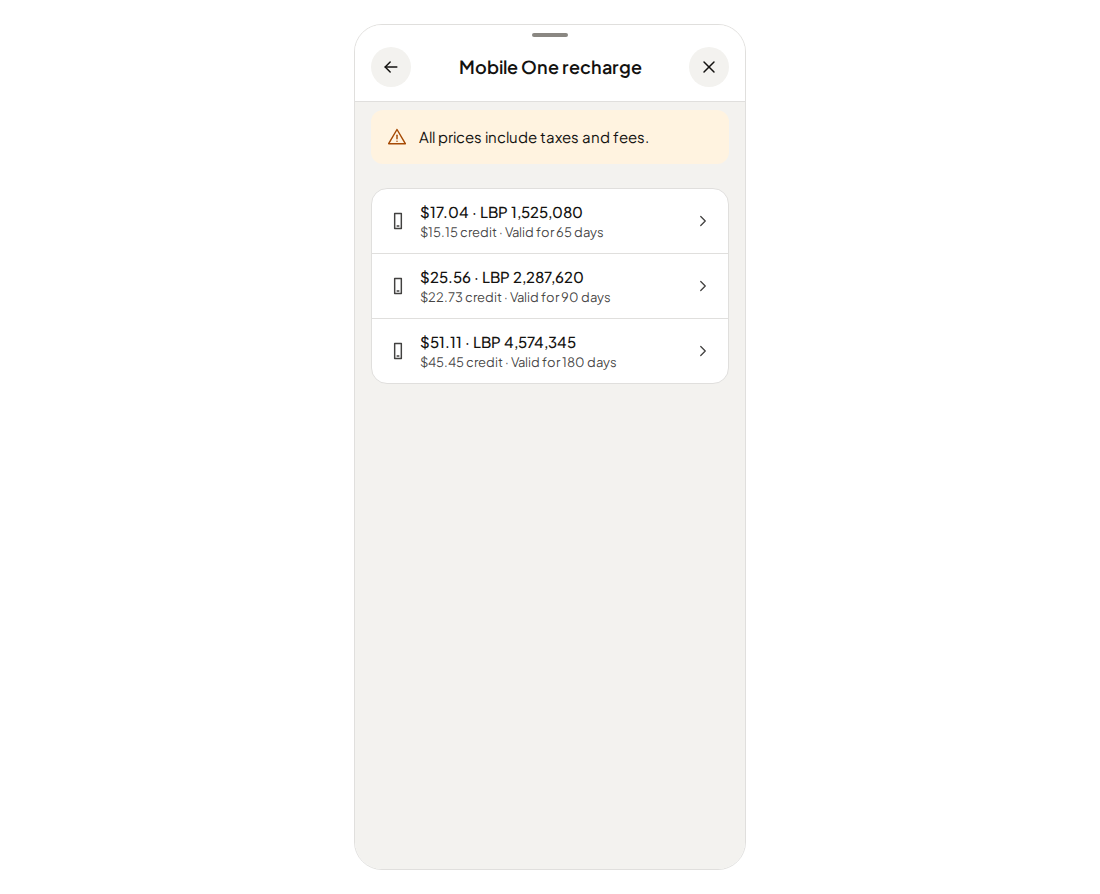 Mobile One recharge
All prices include taxes and fees.
$17.04 · LBP 1,525,080
$15.15 credit · Valid for 65 days
$25.56 · LBP 2,287,620
$22.73 credit · Valid for 90 days
$51.11 · LBP 4,574,345
$45.45 credit · Valid for 180 days